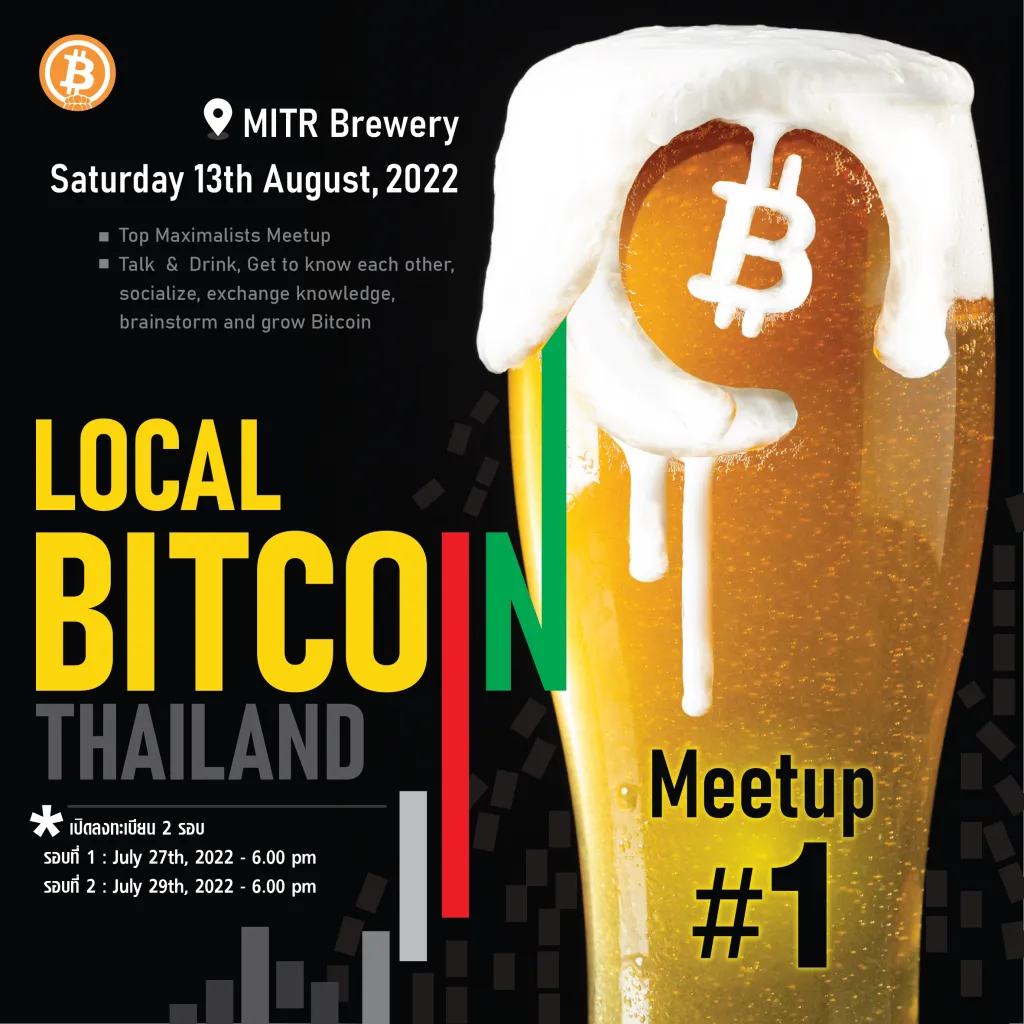 MITR Brewery
Saturday 13th August, 2022
Top Maximalists Meetup
Talk & Drink, Get to know each other,
socialize, exchange knowledge,
brainstorm and grow Bitcoin
LOCAL
BITCOIN
THAILAND
* เปิดลงทะเบียน 2 รอบ
รอบที่ 1 : July 27th, 2022 - 6.00 pm
รอบที่ 2 : July 29th, 2022 - 6.00 pm
Meetup
#1